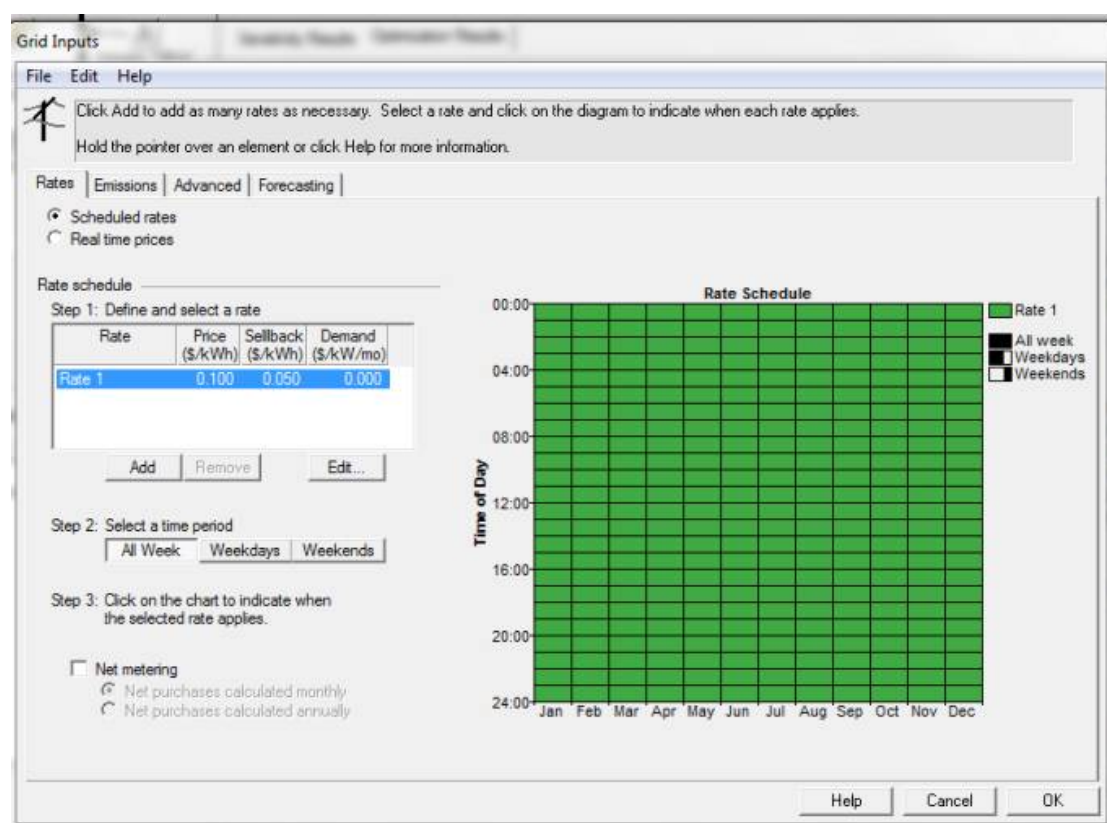 Grid Inputs
File Edit Help
Click Add to add as many rates as necessary. Select a rate and click on the diagram to indicate when each rate applies.
Hold the pointer over an element or click Help for more information.
Rates Emissions Advanced Forecasting
Scheduled rates
Real time prices
Rate schedule
Step 1: Define and select a rate
Rate Price Sellback Demand
($/kWh) ($/kWh) ($/kW/mo)
Rate 1 0.100 0.050 0.000
Add Remove Edit...
Step 2: Select a time period
All Week Weekdays Weekends
Step 3: Click on the chart to indicate when
the selected rate applies.
Net metering
Net purchases calculated monthly
Net purchases calculated annually
Rate Schedule
Time of Day
00:00
04:00
08:00
12:00
16:00
20:00
24:00
Jan Feb Mar Apr May Jun Jul Aug Sep Oct Nov Dec
Rate 1
All week
Weekdays
Weekends
Help Cancel OK